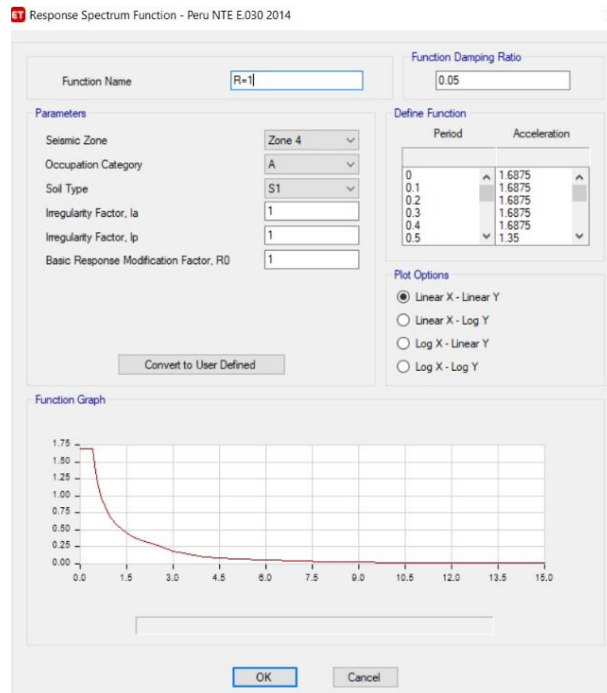 ET Response Spectrum Function - Peru NTE E.030 2014
Function Name R=1
Function Damping Ratio
0.05
Parameters
Seismic Zone Zone 4
Occupation Category A
Soil Type S1
Irregularity Factor, Ia 1
Irregularity Factor, Ip 1
Basic Response Modification Factor, R0 1
Convert to User Defined
Define Function
Period Acceleration
0 1.6875
0.1 1.6875
0.2 1.6875
0.3 1.6875
0.4 1.6875
0.5 1.35
Plot Options
Linear X - Linear Y
Linear X - Log Y
Log X - Linear Y
Log X - Log Y
Function Graph
1.75
1.50
1.25
1.00
0.75
0.50
0.25
0.00
0.0 1.5 3.0 4.5 6.0 7.5 9.0 10.5 12.0 13.5 15.0
OK Cancel